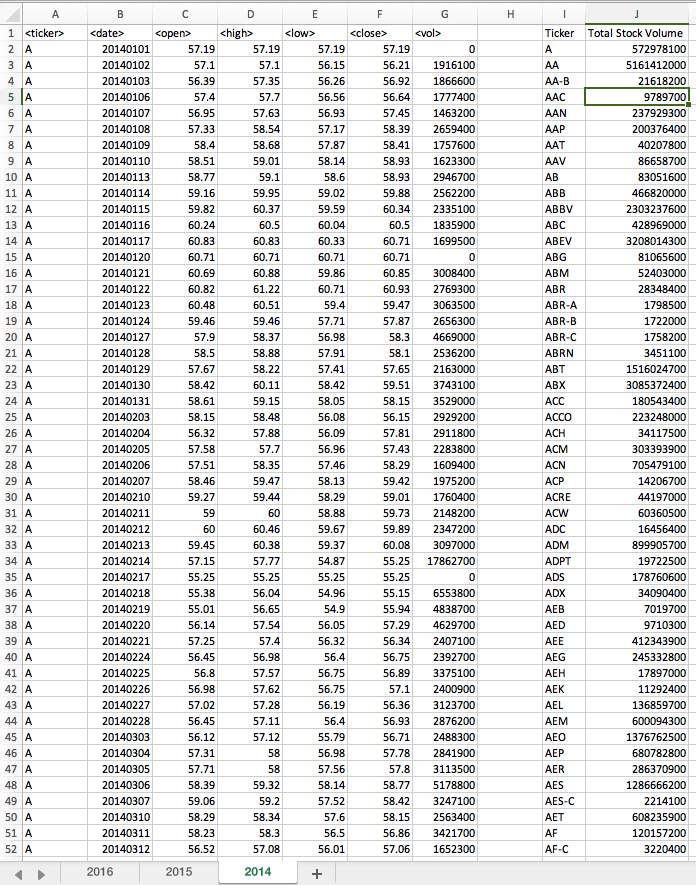 A B C D E F G H I J
1 <ticker> <date> <open> <high> <low> <close> <vol> Ticker Total Stock Volume
2 A 20140101 57.19 57.19 57.19 57.19 0 A 572978100
3 A 20140102 57.1 57.1 56.15 56.21 1916100 AA 5161412000
4 A 20140103 56.39 57.35 56.26 56.92 1866600 AA-B 21618200
5 A 20140106 57.4 57.7 56.56 56.64 1777400 AAC 9789700
6 A 20140107 56.95 57.63 56.93 57.45 1463200 AAN 237929300
7 A 20140108 57.33 58.54 57.17 58.39 2659400 AAP 200376400
8 A 20140109 58.4 58.68 57.87 58.41 1757600 AAT 40207800
9 A 20140110 58.51 59.01 58.14 58.93 1623300 AAV 86658700
10 A 20140113 58.77 59.1 58.6 58.93 2946700 AB 83051600
11 A 20140114 59.16 59.95 59.02 59.88 2562200 ABB 466820000
12 A 20140115 59.82 60.37 59.59 60.34 2335100 ABBV 2303237600
13 A 20140116 60.24 60.5 60.04 60.5 1835900 ABC 428969000
14 A 20140117 60.83 60.83 60.33 60.71 1699500 ABEV 3208014300
15 A 20140120 60.71 60.71 60.71 60.71 0 ABG 81065600
16 A 20140121 60.69 60.88 59.86 60.85 3008400 ABM 52403000
17 A 20140122 60.82 61.22 60.71 60.93 2769300 ABR 28348400
18 A 20140123 60.48 60.51 59.4 59.47 3063500 ABR-A 1798500
19 A 20140124 59.46 59.46 57.71 57.87 2656300 ABR-B 1722000
20 A 20140127 57.9 58.37 56.98 58.3 4669000 ABR-C 1758200
21 A 20140128 58.5 58.88 57.91 58.1 2536200 ABRN 3451100
22 A 20140129 57.67 58.22 57.41 57.65 2163000 ABT 1516024700
23 A 20140130 58.42 60.11 58.42 59.51 3743100 ABX 3085372400
24 A 20140131 58.61 59.15 58.05 58.15 3529000 ACC 180543400
25 A 20140203 58.15 58.48 56.08 56.15 2929200 ACCO 223248000
26 A 20140204 56.32 57.88 56.09 57.81 2911800 ACH 34117500
27 A 20140205 57.58 57.7 56.96 57.43 2283800 ACM 303393900
28 A 20140206 57.51 58.35 57.46 58.29 1609400 ACN 705479100
29 A 20140207 58.46 59.47 58.13 59.42 1975200 ACP 14206700
30 A 20140210 59.27 59.44 58.29 59.01 1760400 ACRE 44197000
31 A 20140211 59 60 58.88 59.73 2148200 ACW 60360500
32 A 20140212 60 60.46 59.67 59.89 2347200 ADC 16456400
33 A 20140213 59.45 60.38 59.37 60.08 3097000 ADM 899905700
34 A 20140214 57.15 57.77 54.87 55.25 17862700 ADPT 19722500
35 A 20140217 55.25 55.25 55.25 55.25 0 ADS 178760600
36 A 20140218 55.38 56.04 54.96 55.15 6553800 ADX 34090400
37 A 20140219 55.01 56.65 54.9 55.94 4838700 AEB 7019700
38 A 20140220 56.14 57.54 56.05 57.29 4629700 AED 9710300
39 A 20140221 57.25 57.4 56.32 56.34 2407100 AEE 412343900
40 A 20140224 56.45 56.98 56.4 56.75 2392700 AEG 245332800
41 A 20140225 56.8 57.57 56.75 56.89 3375100 AEH 17897000
42 A 20140226 56.98 57.62 56.75 57.1 2400900 AEK 11292400
43 A 20140227 57.02 57.28 56.19 56.36 3123700 AEL 136859700
44 A 20140228 56.45 57.11 56.4 56.93 2876200 AEM 600094300
45 A 20140303 56.12 57.12 55.79 56.71 2488300 AEO 1376762500
46 A 20140304 57.31 58 56.98 57.78 2841900 AEP 680782800
47 A 20140305 57.71 58 57.56 57.8 3113500 AER 286370900
48 A 20140306 58.39 59.32 58.14 58.77 5178800 AES 1286666200
49 A 20140307 59.06 59.2 57.52 58.42 3247100 AES-C 2214100
50 A 20140310 58.29 58.34 57.6 58.15 2563400 AET 608235900
51 A 20140311 58.23 58.3 56.5 56.86 3421700 AF 120157200
52 A 20140312 56.52 57.08 56.01 57.06 1652300 AF-C 3220400
2016 2015 2014 +